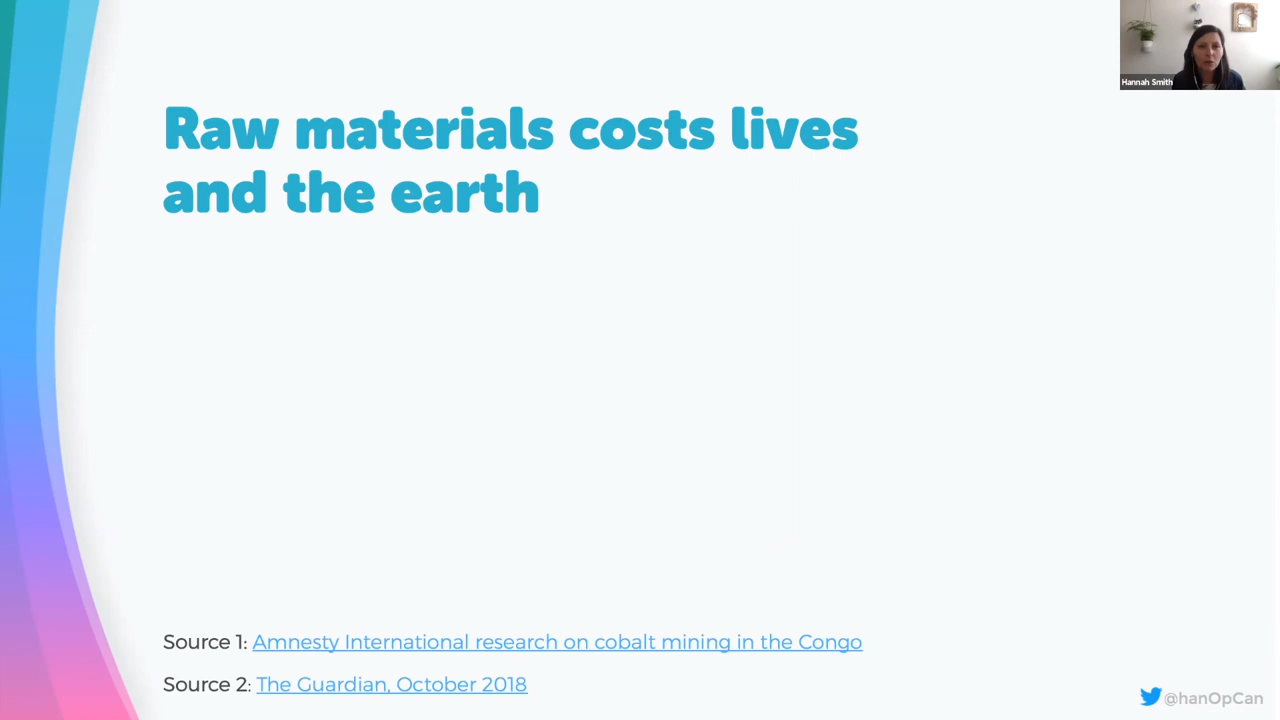 Hannah Smith
Raw materials costs lives
and the earth
Source 1: Amnesty International research on cobalt mining in the Congo
Source 2: The Guardian, October 2018
@hanOpCan